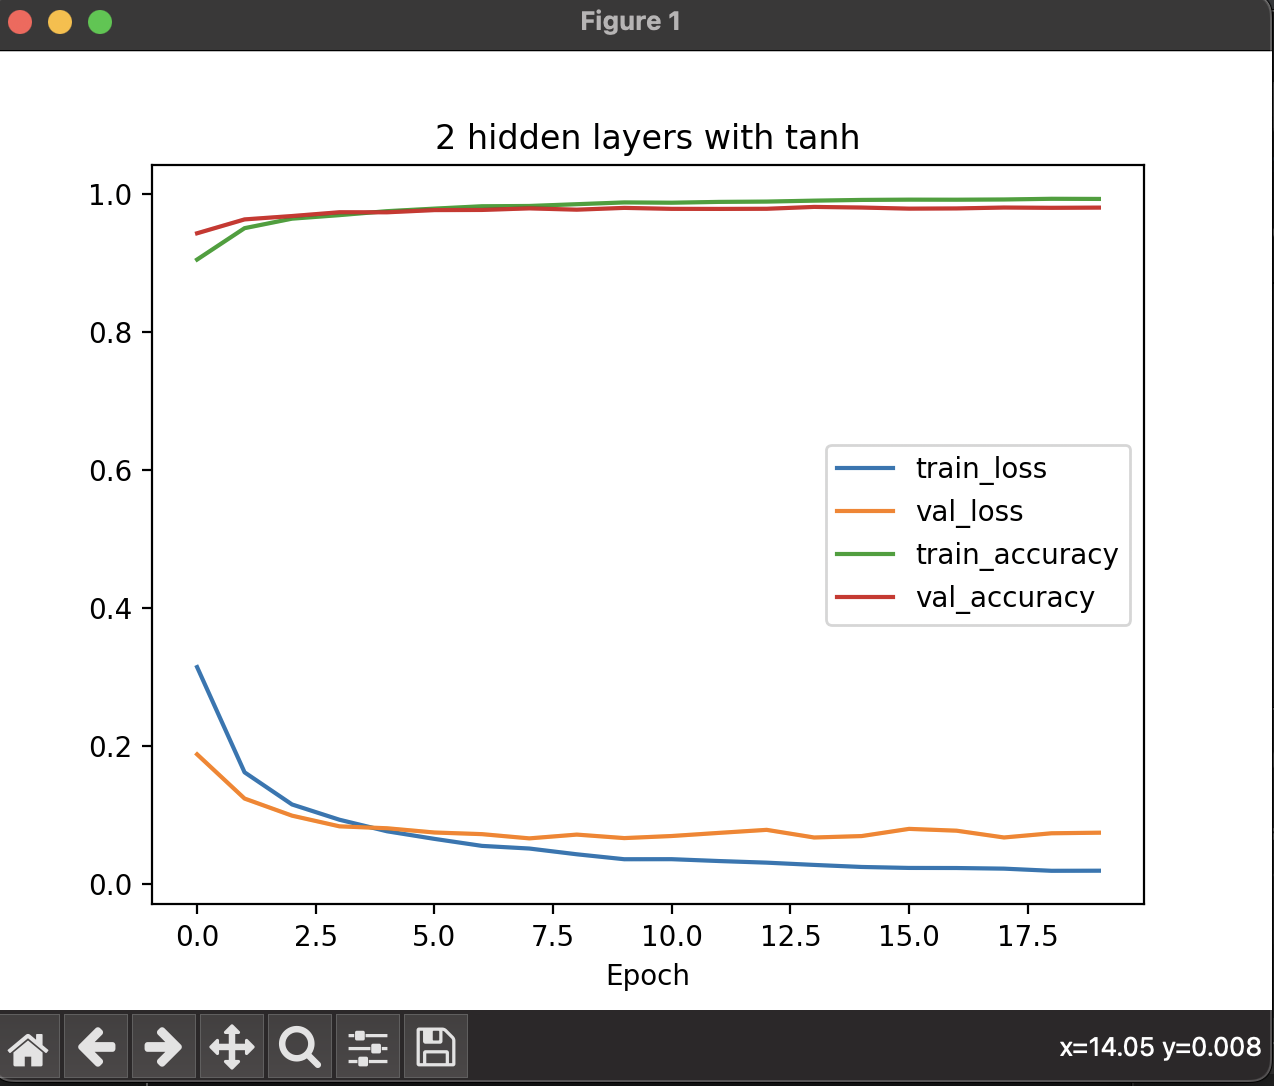 Figure 1
2 hidden layers with tanh
1.0
0.8
0.6
0.4
0.2
0.0
train_loss
val_loss
train_accuracy
val_accuracy
0.0 2.5 5.0 7.5 10.0 12.5 15.0 17.5
Epoch
x=14.05 y=0.008